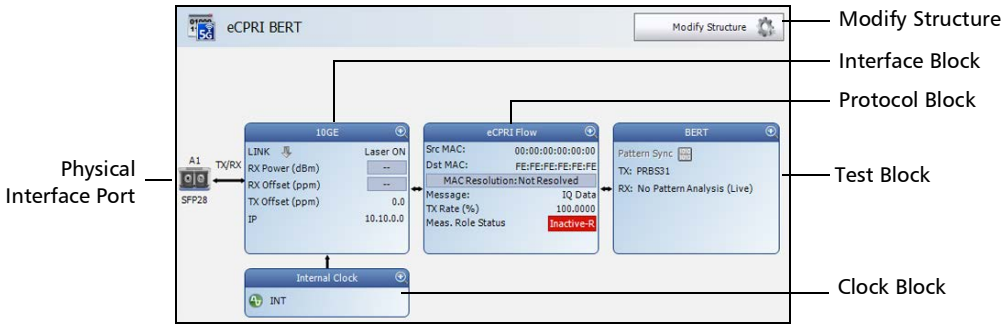 eCPRI BERT
Modify Structure
Modify Structure
Interface Block
Protocol Block
Physical
Interface Port
A1
TX/RX
SFP28
10GE
LINK Laser ON
RX Power (dBm) --
RX Offset (ppm) --
TX Offset (ppm) 0.0
IP 10.10.0.0
eCPRI Flow
Src MAC: 00:00:00:00:00:00
Dst MAC: FE:FE:FE:FE:FE:FE
MAC Resolution:Not Resolved
Message: IQ Data
TX Rate (%) 100.0000
Meas. Role Status Inactive-R
BERT
Pattern Sync --
TX: PRBS31
RX: No Pattern Analysis (Live)
Test Block
Internal Clock
INT
Clock Block